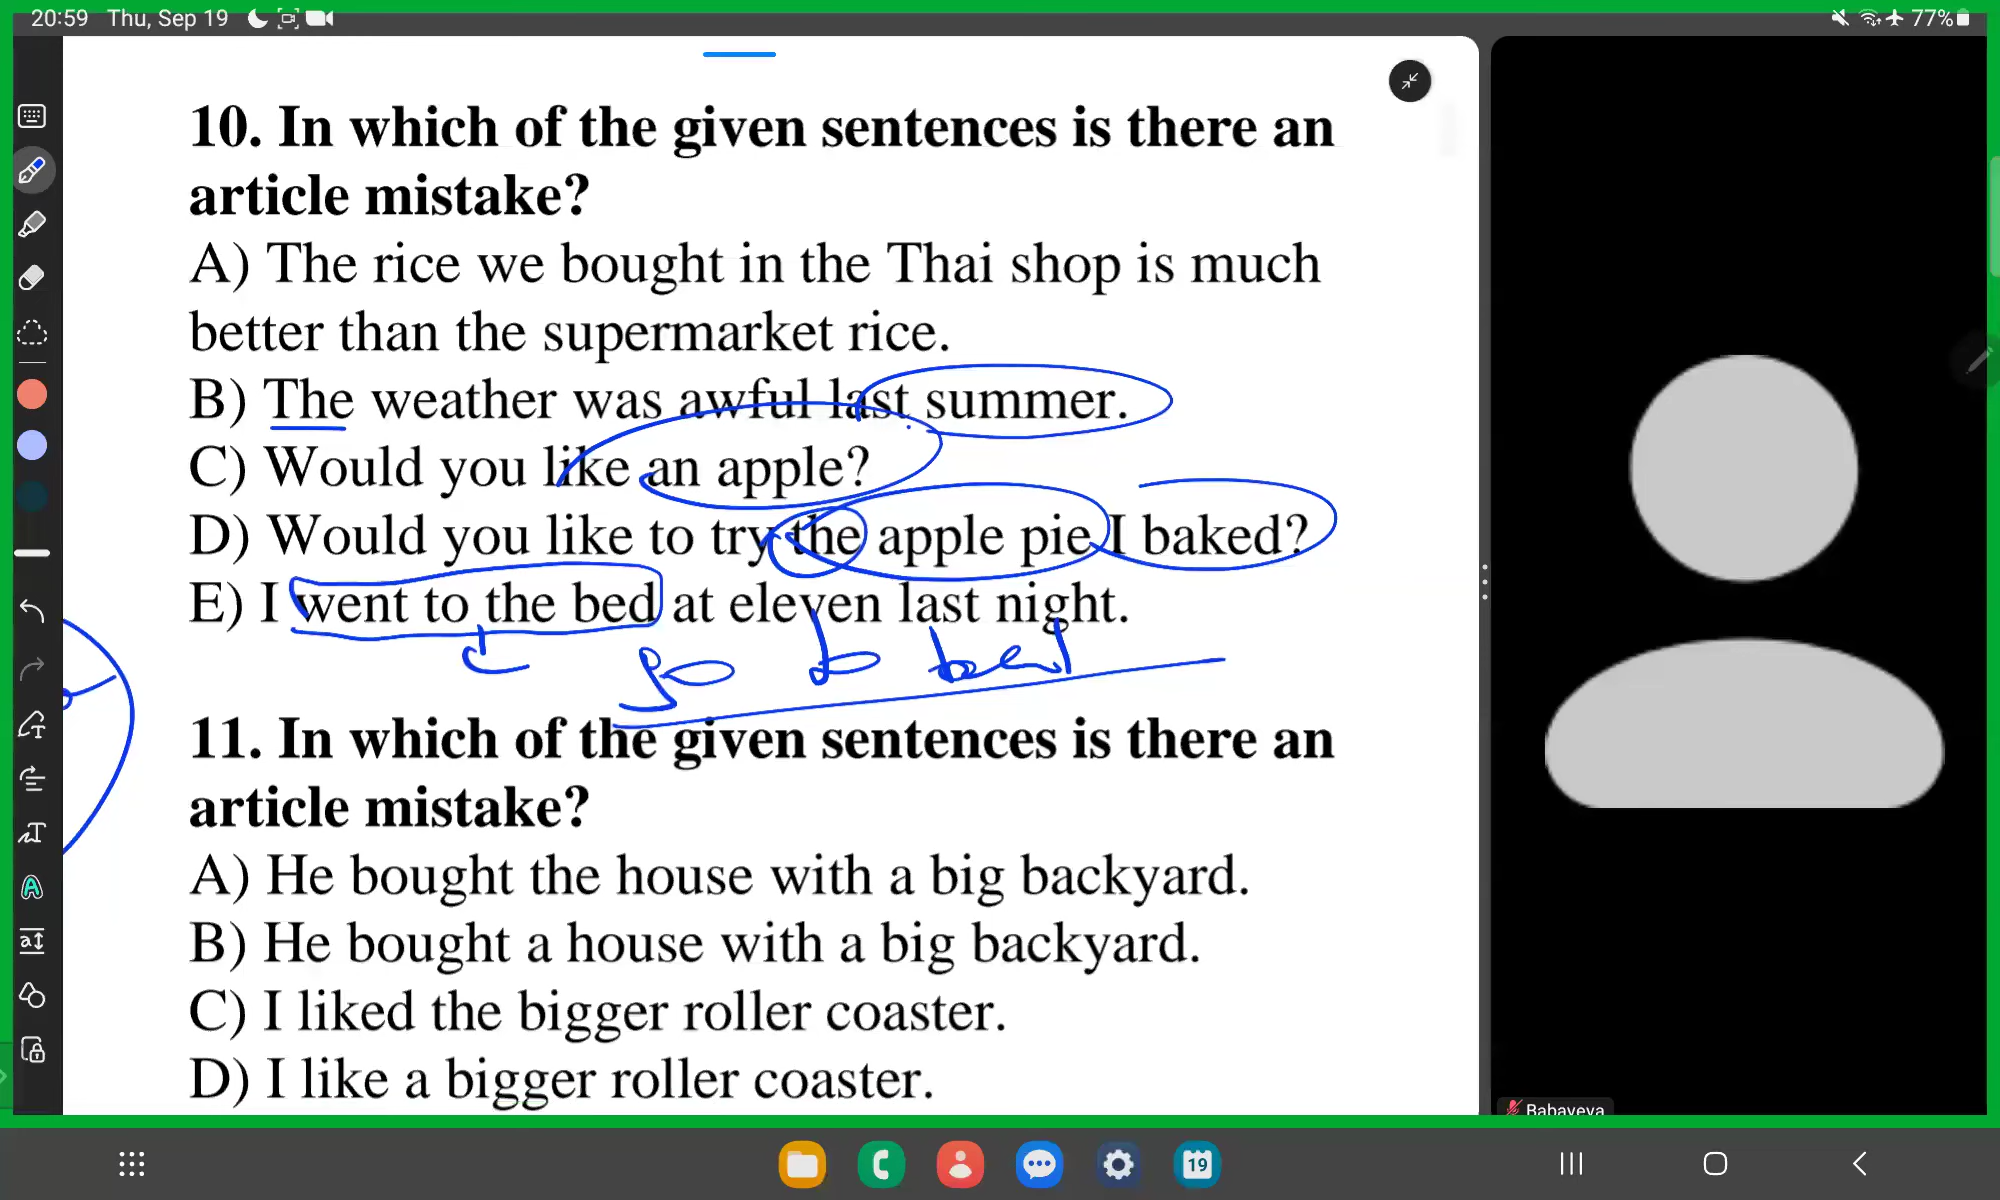 20:59 Thu, Sep 19 77%
10. In which of the given sentences is there an
article mistake?
A) The rice we bought in the Thai shop is much
better than the supermarket rice.
B) The weather was awful last summer.
C) Would you like an apple?
D) Would you like to try the apple pie I baked?
E) I went to the bed at eleven last night.
go to bed
11. In which of the given sentences is there an
article mistake?
A) He bought the house with a big backyard.
B) He bought a house with a big backyard.
C) I liked the bigger roller coaster.
D) I like a bigger roller coaster.
Babayeva
19